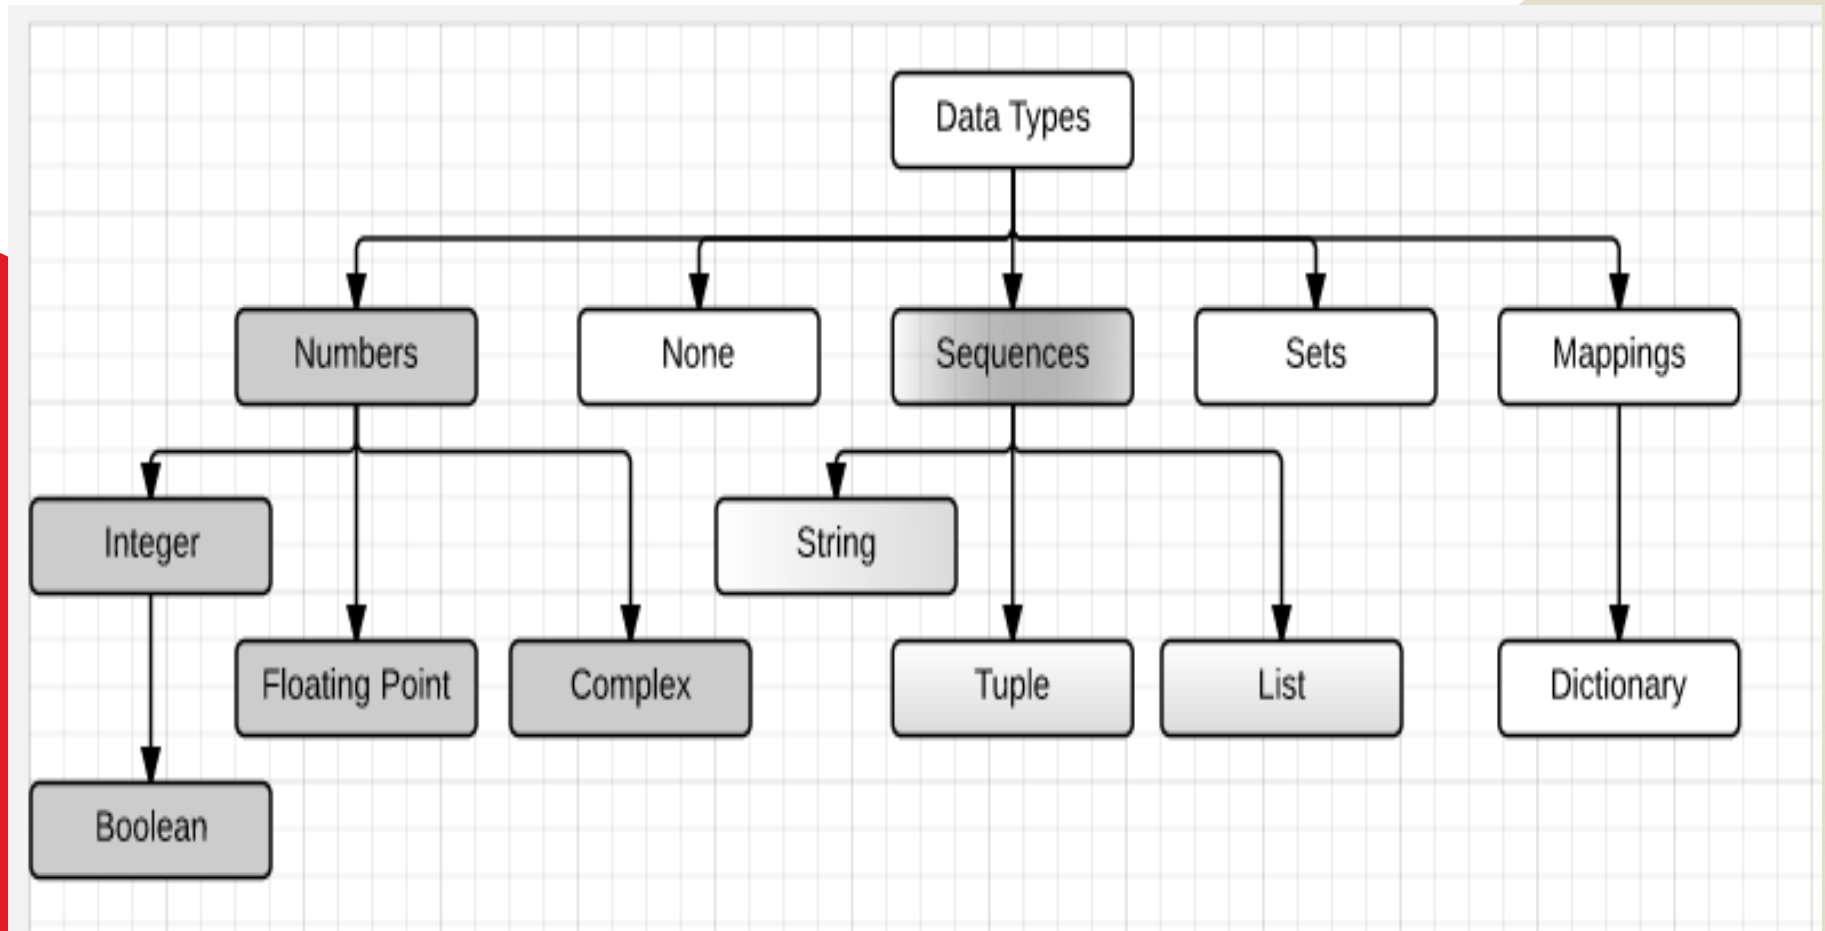 Data Types
Numbers
None
Sequences
Sets
Mappings
Integer
String
Floating Point
Complex
Tuple
List
Dictionary
Boolean